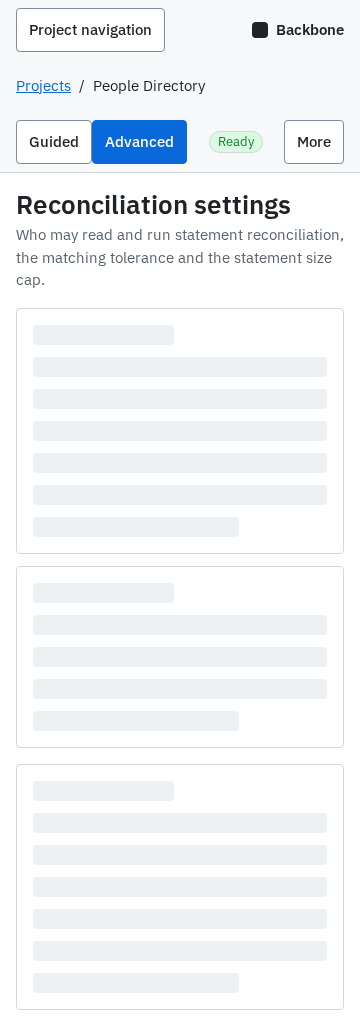 Project navigation
Backbone
Projects / People Directory
Guided
Advanced
Ready
More
Reconciliation settings
Who may read and run statement reconciliation,
the matching tolerance and the statement size
cap.